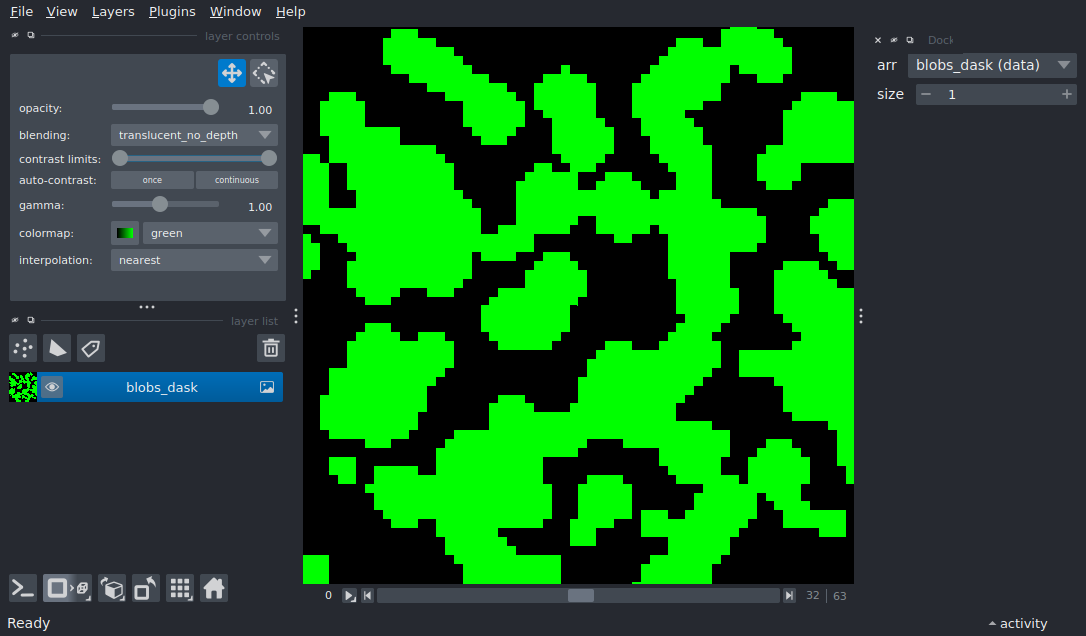 File View Layers Plugins Window Help
layer controls
opacity: 1.00
blending: translucent_no_depth
contrast limits:
auto-contrast: once continuous
gamma: 1.00
colormap: green
interpolation: nearest
layer list
blobs_dask
0 32 63
Ready
Dock
arr blobs_dask (data)
size 1
activity